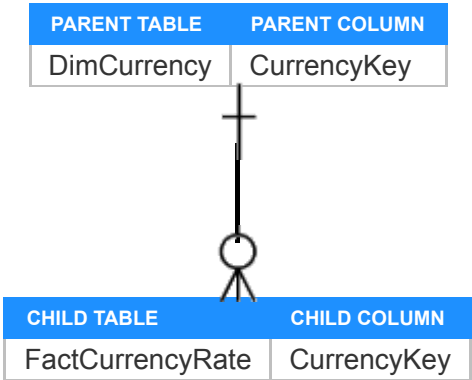 PARENT TABLE PARENT COLUMN
DimCurrency CurrencyKey
CHILD TABLE CHILD COLUMN
FactCurrencyRate CurrencyKey